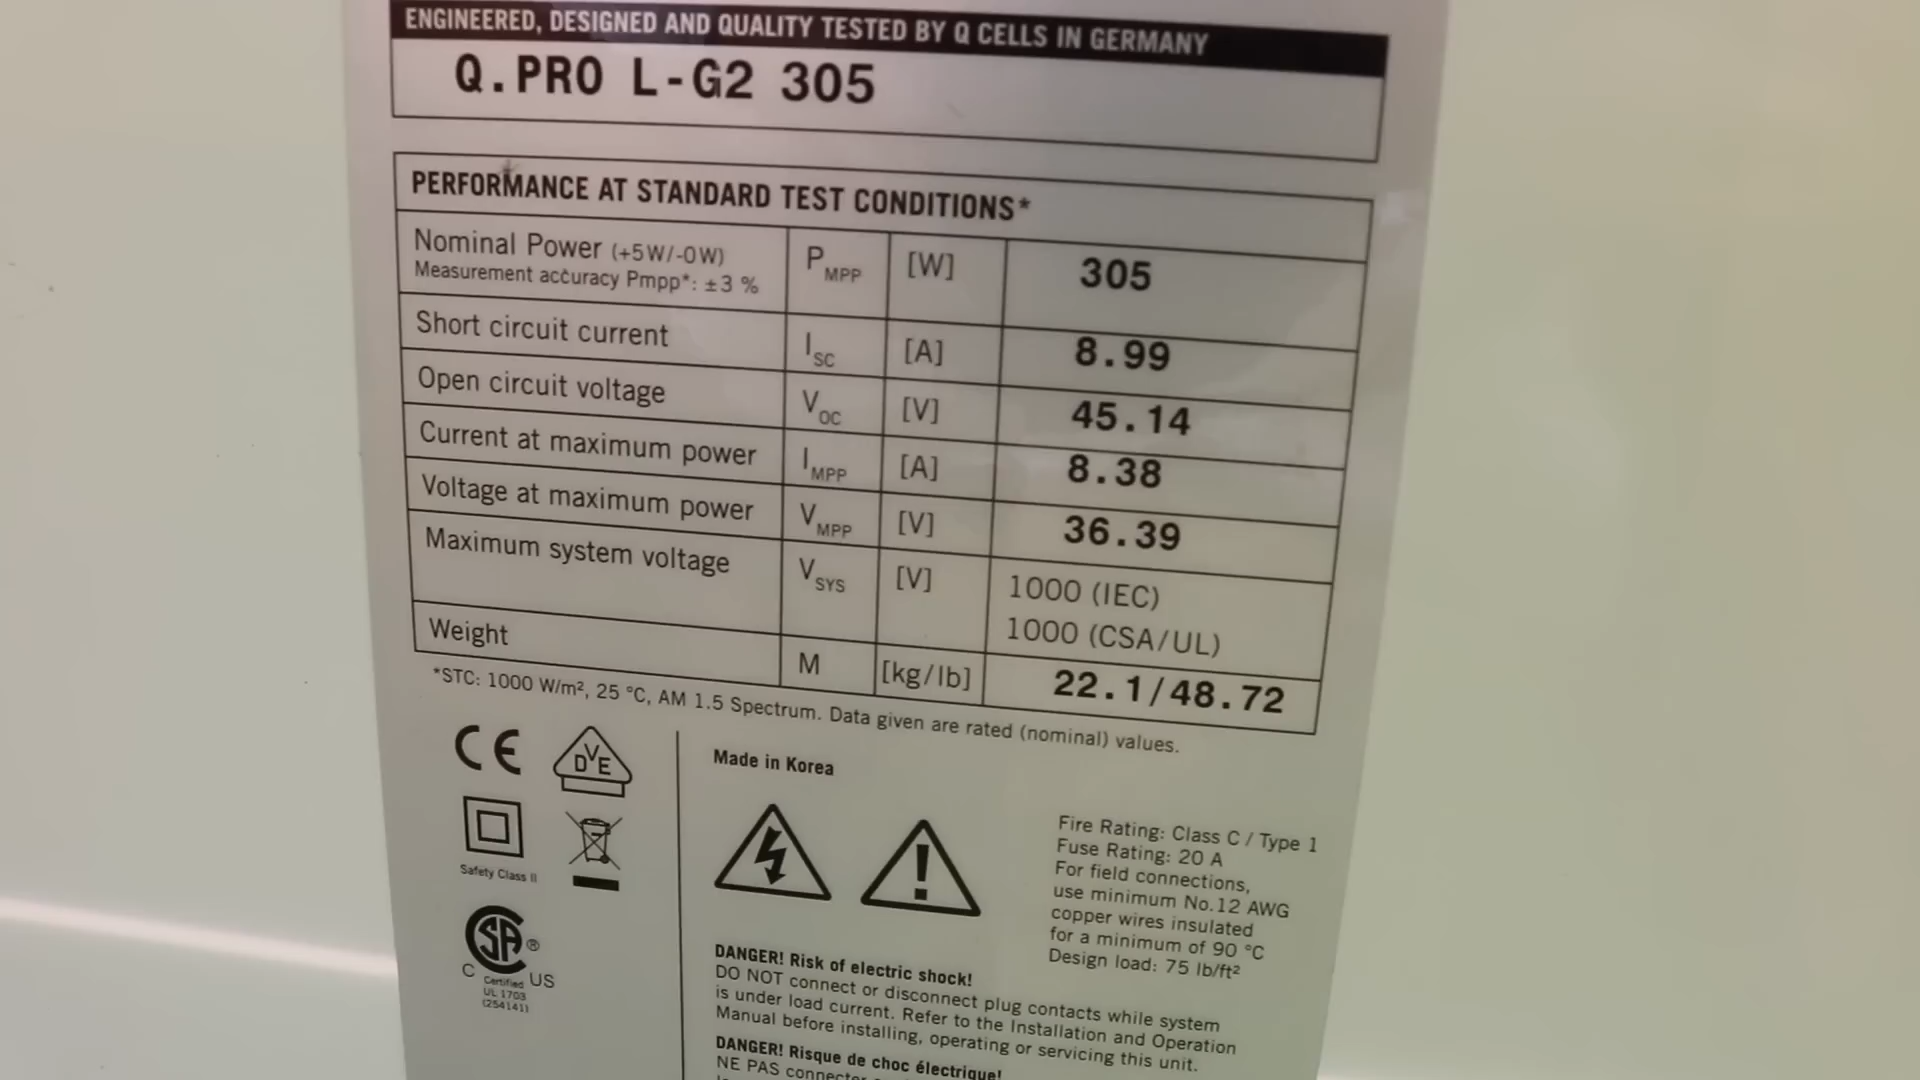 ENGINEERED, DESIGNED AND QUALITY TESTED BY Q CELLS IN GERMANY
Q.PRO L-G2 305
PERFORMANCE AT STANDARD TEST CONDITIONS*
Nominal Power (+5W/-0W) PMPP [W] 305
Measurement accuracy Pmpp*: ±3 %
Short circuit current ISC [A] 8.99
Open circuit voltage VOC [V] 45.14
Current at maximum power IMPP [A] 8.38
Voltage at maximum power VMPP [V] 36.39
Maximum system voltage VSYS [V] 1000 (IEC)
1000 (CSA/UL)
Weight M [kg/lb] 22.1/48.72
*STC: 1000 W/m², 25 °C, AM 1.5 Spectrum. Data given are rated (nominal) values.
CE
DVE
Safety Class II
CSA®
C Certified US
UL 1703
(254141)
Made in Korea
Fire Rating: Class C / Type 1
Fuse Rating: 20 A
For field connections,
use minimum No.12 AWG
copper wires insulated
for a minimum of 90 °C
Design load: 75 lb/ft²
DANGER! Risk of electric shock!
DO NOT connect or disconnect plug contacts while system
is under load current. Refer to the Installation and Operation
Manual before installing, operating or servicing this unit.
DANGER! Risque de choc électrique!
NE PAS connecter